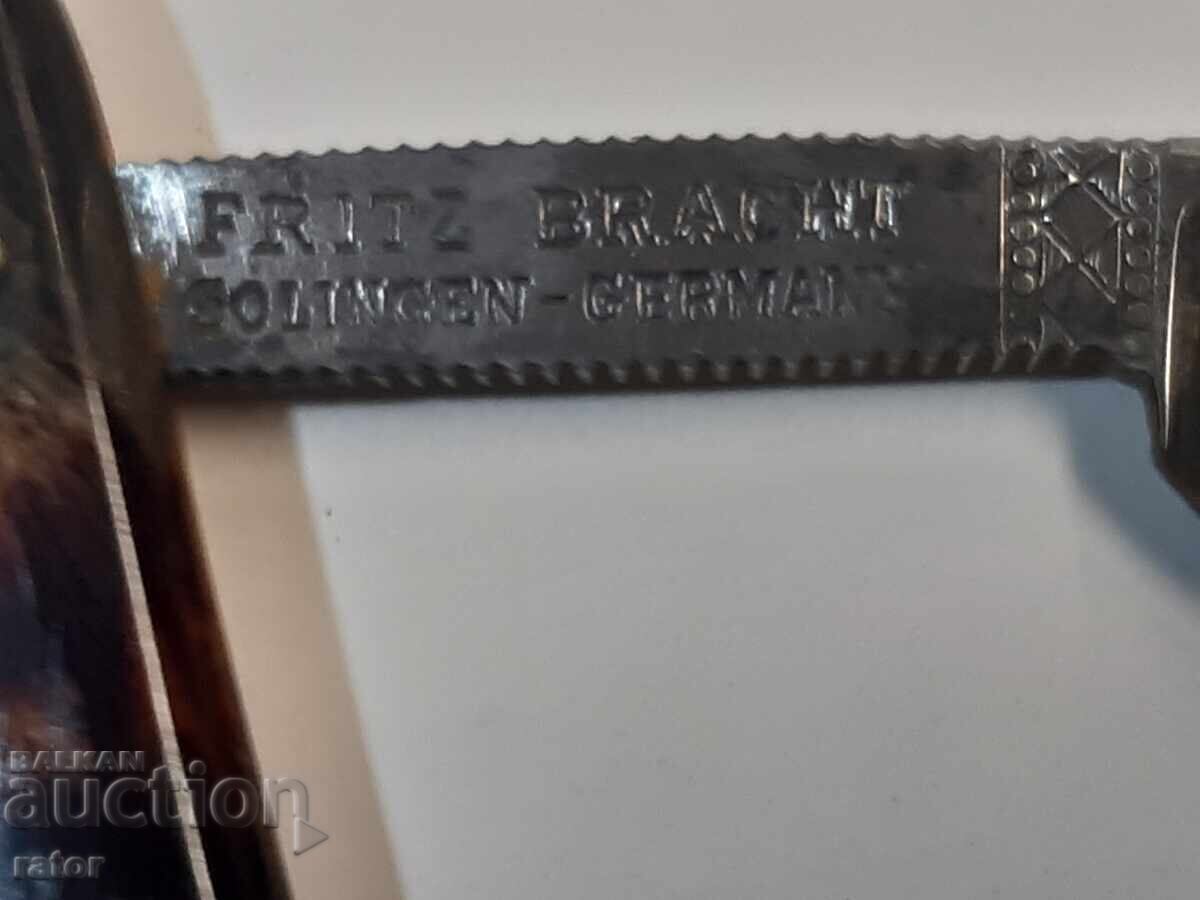 FRITZ BRACHT
SOLINGEN-GERMANY
BALKAN
auction
rator